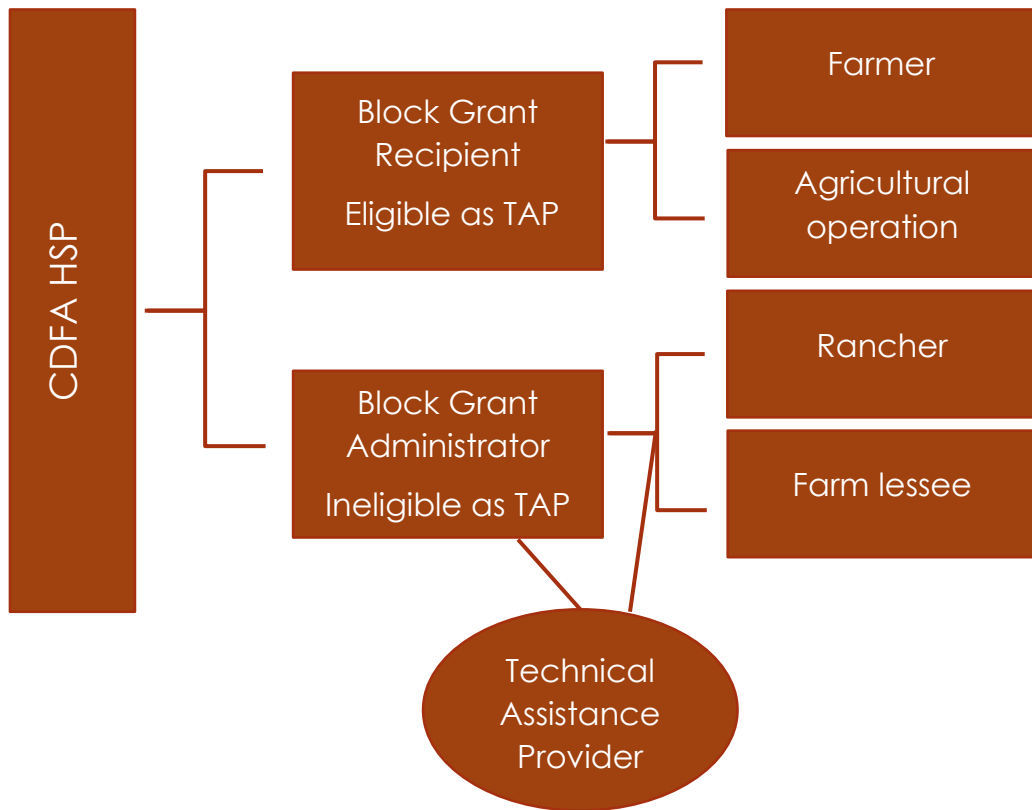 CDFA HSP
Block Grant
Recipient
Eligible as TAP
Farmer
Agricultural
operation
Block Grant
Administrator
Ineligible as TAP
Rancher
Farm lessee
Technical
Assistance
Provider